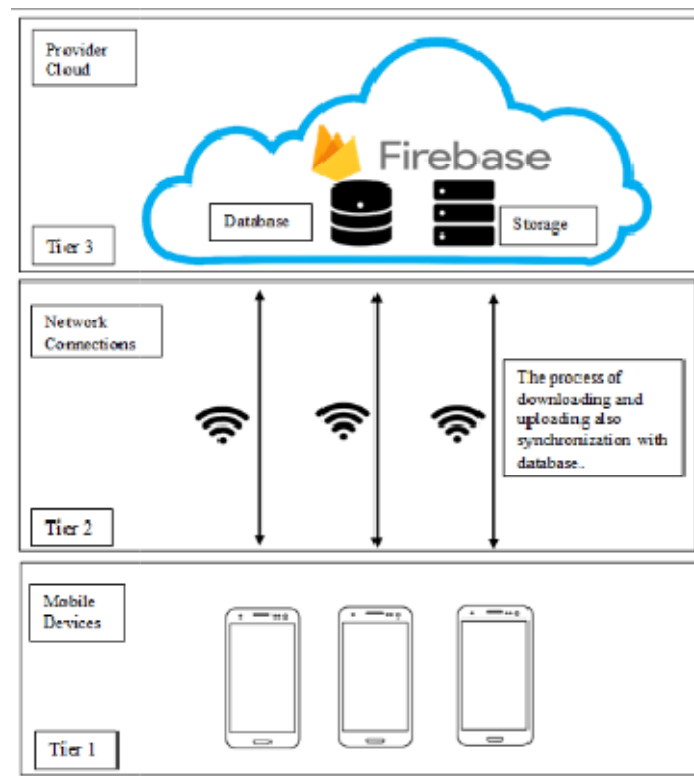 Provider
Cloud
Firebase
Database
Storage
Tier 3
Network
Connections
The process of
downloading and
uploading also
synchronization with
database..
Tier 2
Mobile
Devices
Tier 1